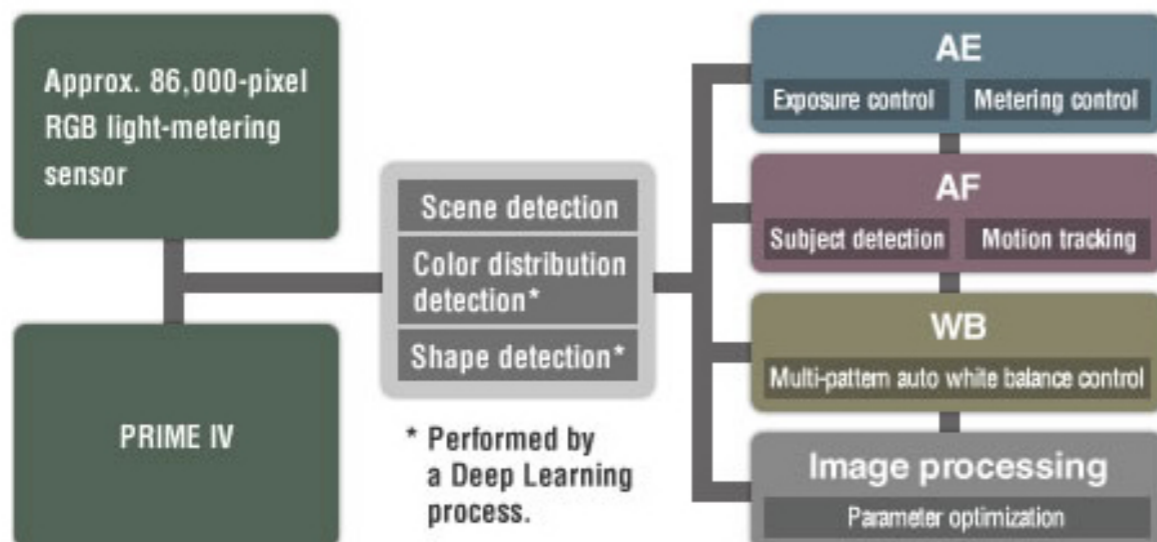 Approx. 86,000-pixel
RGB light-metering
sensor
PRIME IV
Scene detection
Color distribution
detection*
Shape detection*
* Performed by
a Deep Learning
process.
AE
Exposure control
Metering control
AF
Subject detection
Motion tracking
WB
Multi-pattern auto white balance control
Image processing
Parameter optimization